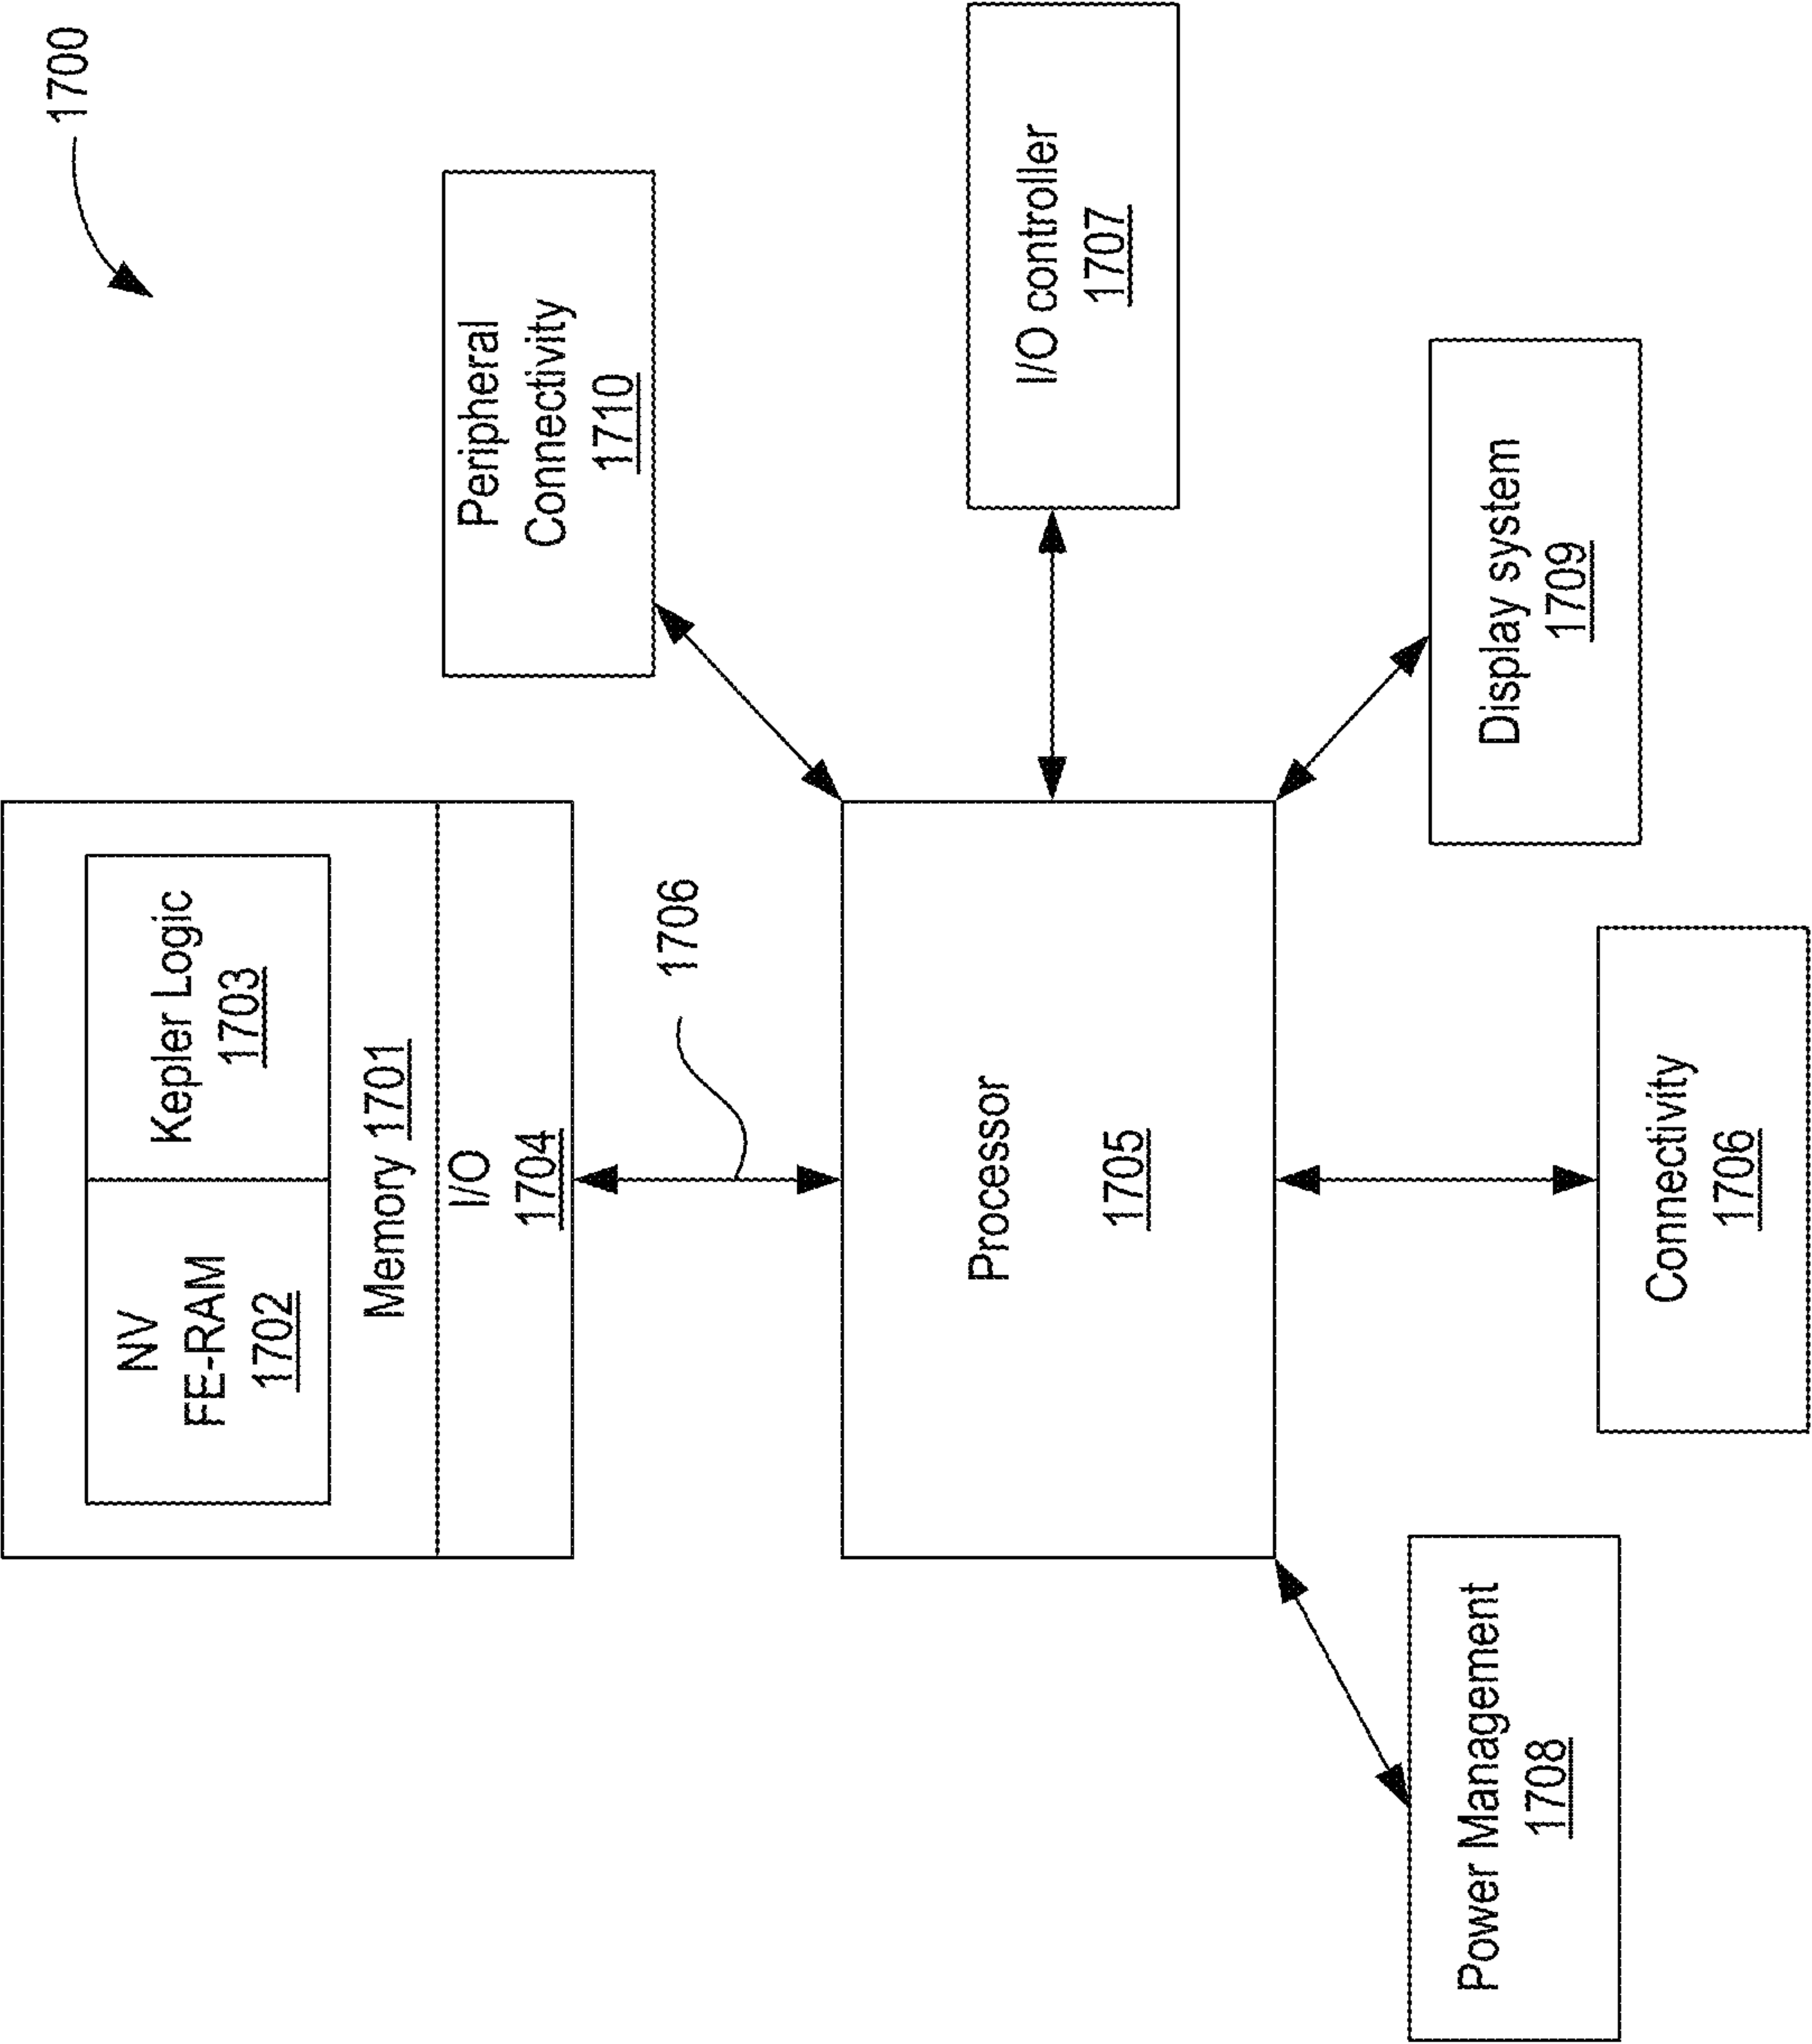 1700
NV
FE-RAM
1702
Kepler Logic
1703
Memory 1701
I/O
1704
Peripheral
Connectivity
1710
1706
Processor
1705
I/O controller
1707
Power Management
1708
Connectivity
1706
Display system
1709